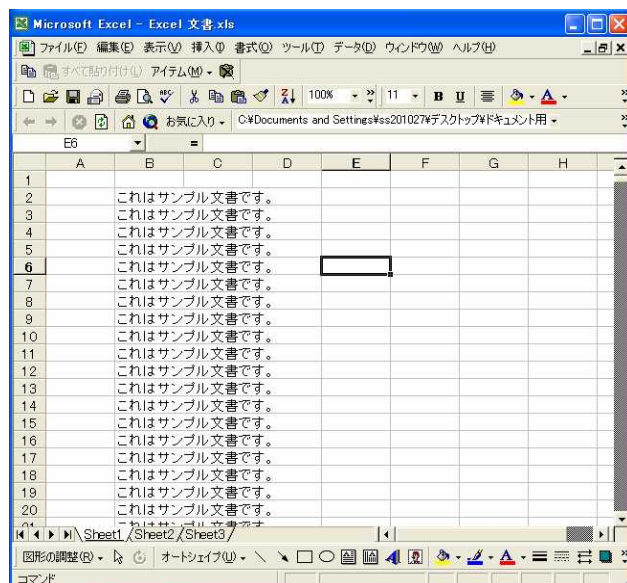 Microsoft Excel - Excel 文書.xls
ファイル(F) 編集(E) 表示(V) 挿入(I) 書式(O) ツール(T) データ(D) ウィンドウ(W) ヘルプ(H)
すべて貼り付け(L) アイテム(M)
100% 11 B U A
お気に入り C:¥Documents and Settings¥ss201027¥デスクトップ¥ドキュメント用
E6 =
A B C D E F G H
1
2 これはサンプル文書です。
3 これはサンプル文書です。
4 これはサンプル文書です。
5 これはサンプル文書です。
6 これはサンプル文書です。
7 これはサンプル文書です。
8 これはサンプル文書です。
9 これはサンプル文書です。
10 これはサンプル文書です。
11 これはサンプル文書です。
12 これはサンプル文書です。
13 これはサンプル文書です。
14 これはサンプル文書です。
15 これはサンプル文書です。
16 これはサンプル文書です。
17 これはサンプル文書です。
18 これはサンプル文書です。
19 これはサンプル文書です。
20 これはサンプル文書です。
21 これはサンプル文書です。
Sheet1 Sheet2 Sheet3
図形の調整(R) オートシェイプ(U) A A
コマンド